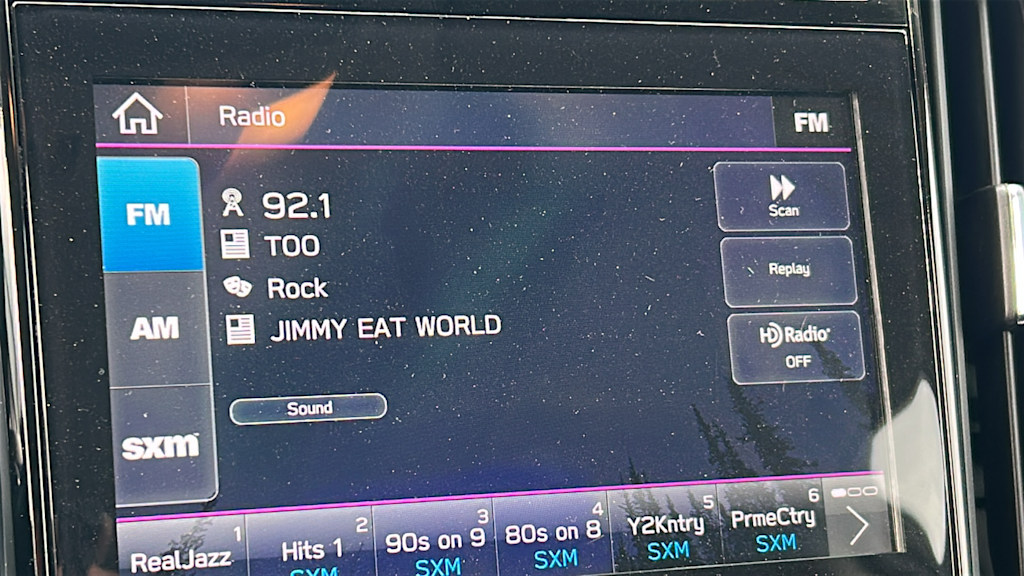 Radio
FM
FM
AM
sxm
92.1
TOO
Rock
JIMMY EAT WORLD
Sound
Scan
Replay
HD Radio
OFF
1
RealJazz
2
Hits 1
SXM
3
90s on 9
SXM
4
80s on 8
SXM
5
Y2Kntry
SXM
6
PrmeCtry
SXM